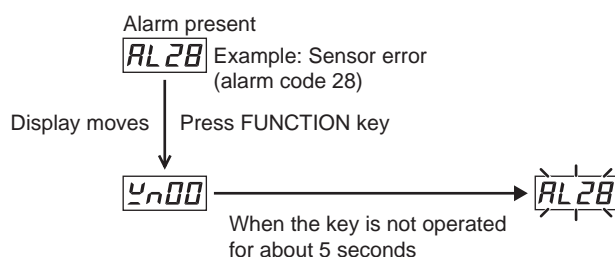 Alarm present
AL28 Example: Sensor error
(alarm code 28)
Display moves Press FUNCTION key
Yn00 AL28
When the key is not operated
for about 5 seconds